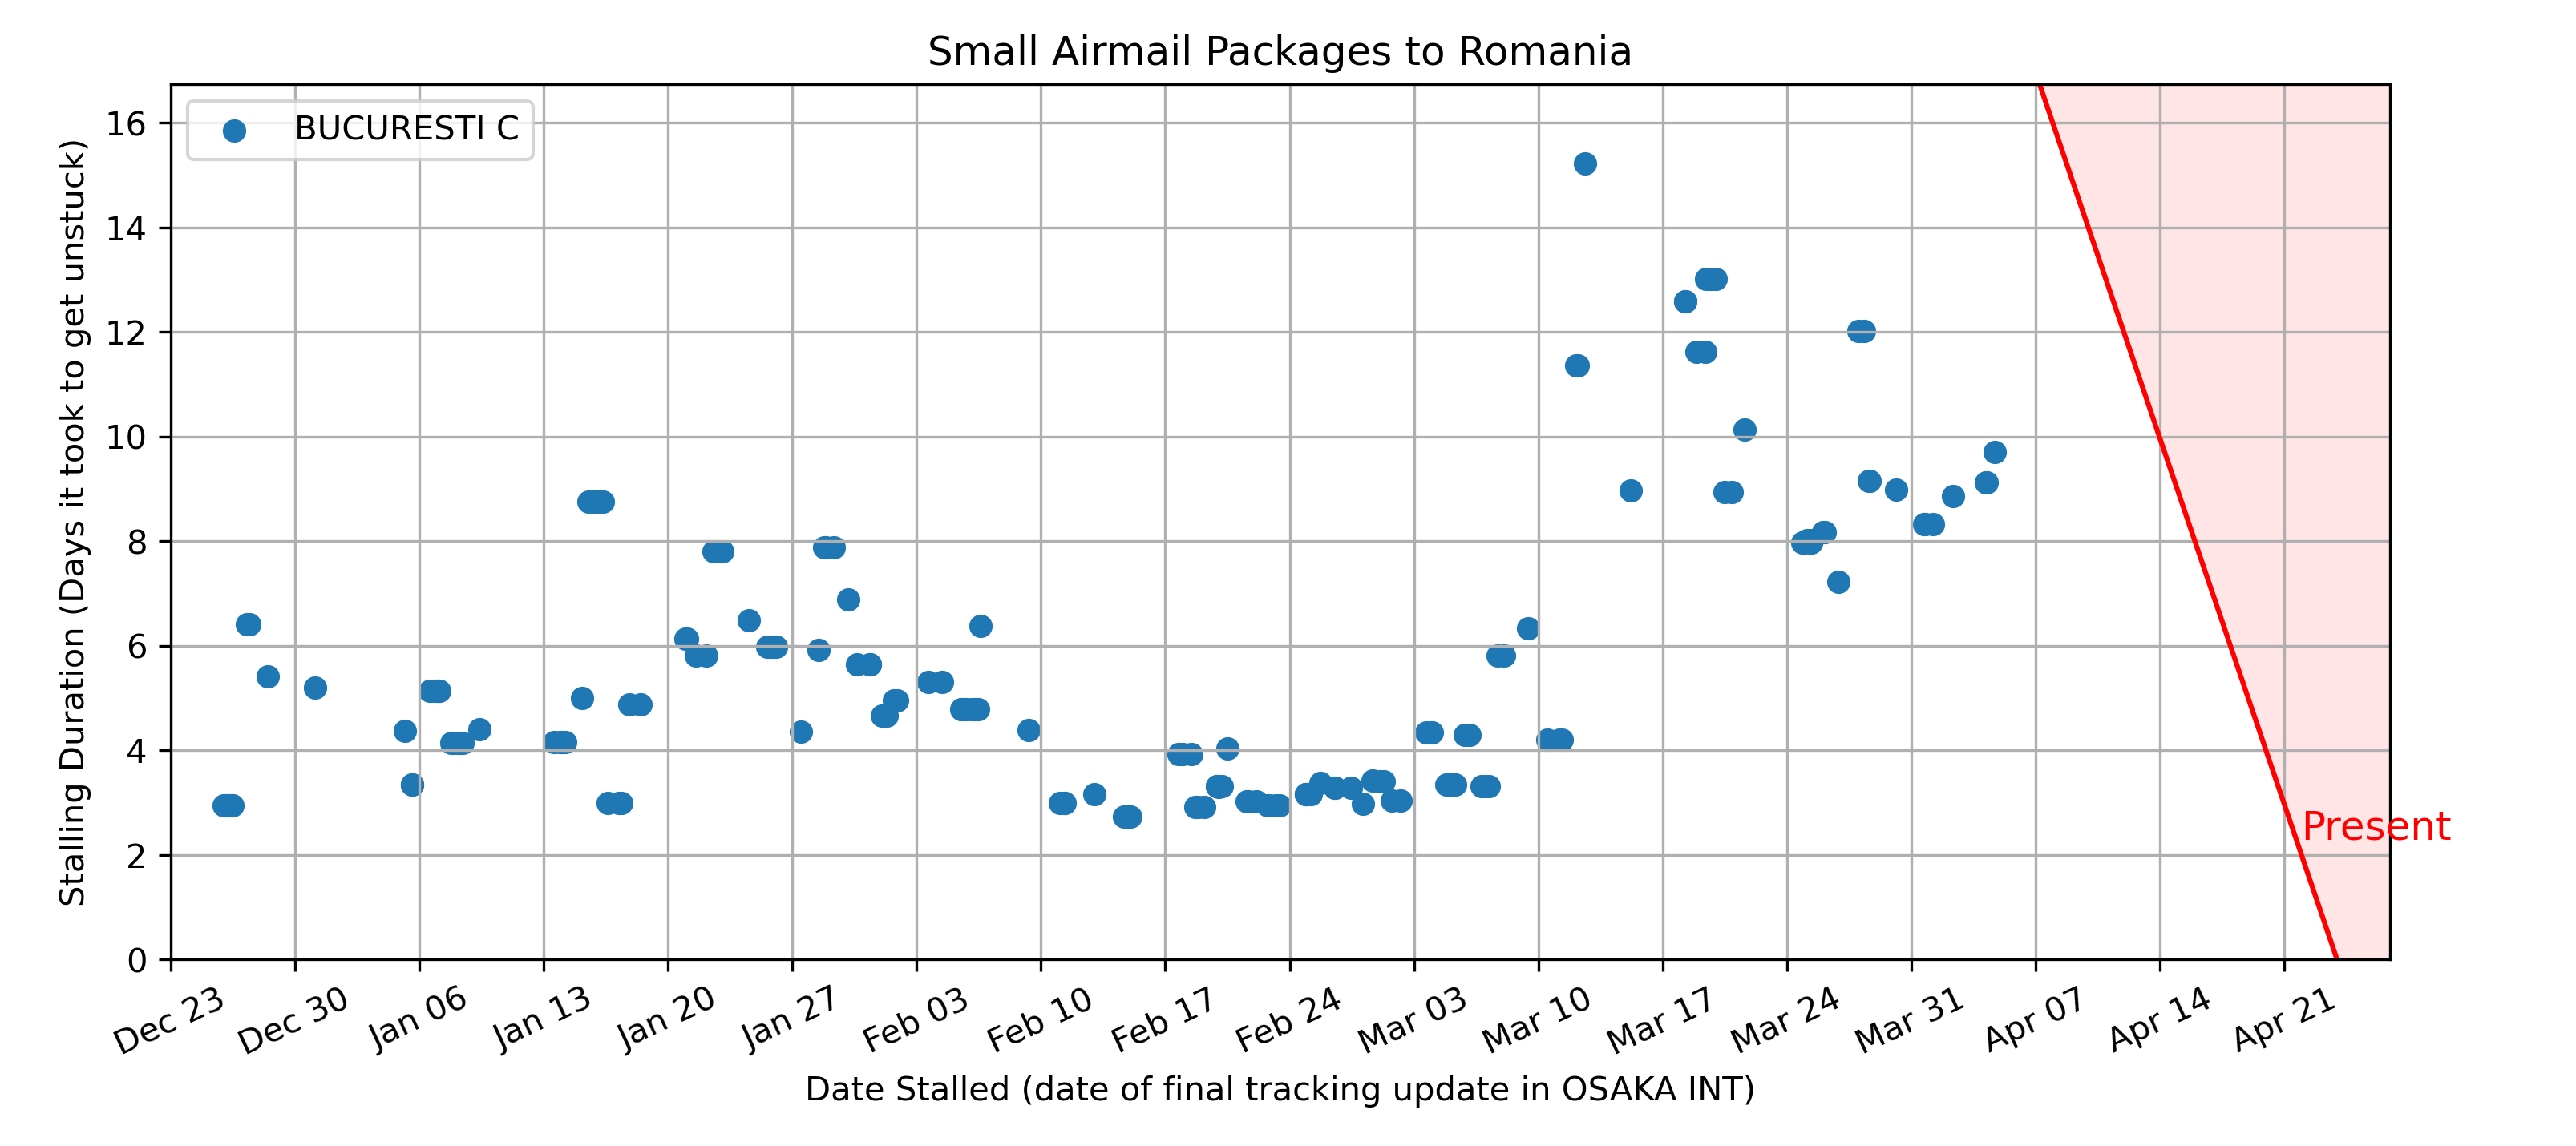 Small Airmail Packages to Romania
BUCURESTI C
Stalling Duration (Days it took to get unstuck)
16
14
12
10
8
6
4
2
0
Present
Dec 23
Dec 30
Jan 06
Jan 13
Jan 20
Jan 27
Feb 03
Feb 10
Feb 17
Feb 24
Mar 03
Mar 10
Mar 17
Mar 24
Mar 31
Apr 07
Apr 14
Apr 21
Date Stalled (date of final tracking update in OSAKA INT)